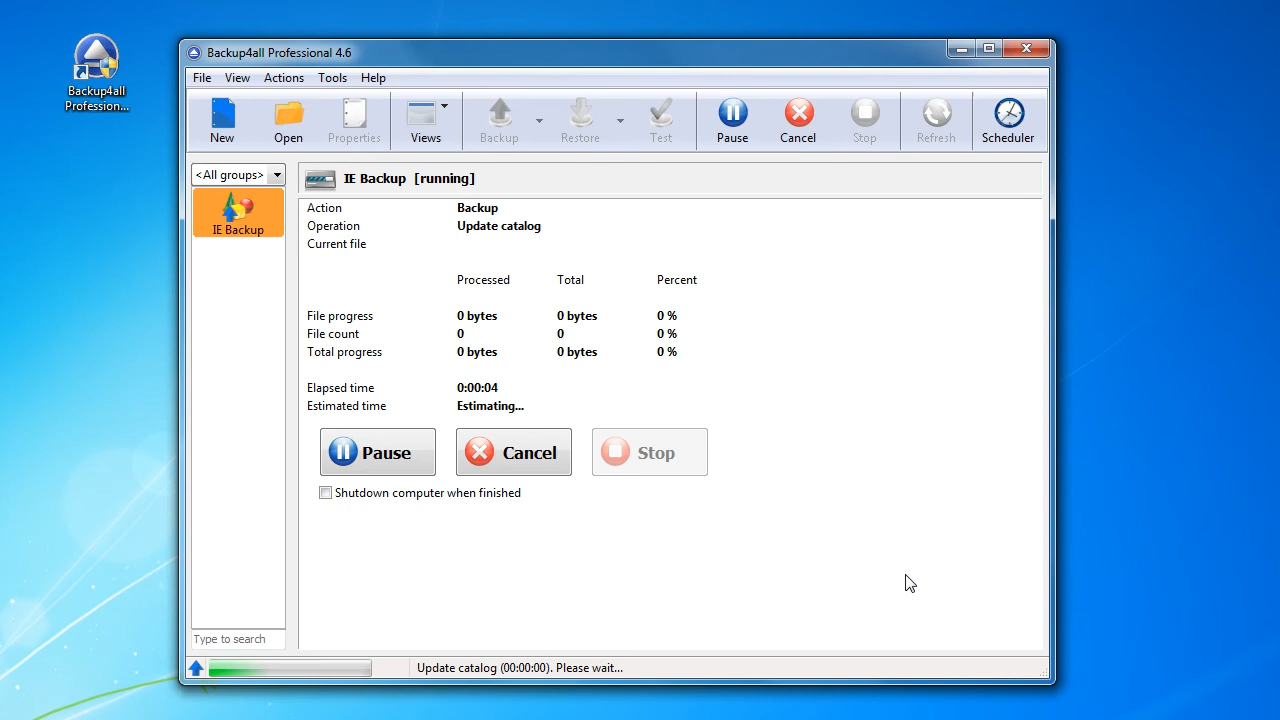 Backup4all
Profession...
Backup4all Professional 4.6
File View Actions Tools Help
New Open Properties Views Backup Restore Test Pause Cancel Stop Refresh Scheduler
<All groups>
IE Backup
IE Backup [running]
Action Backup
Operation Update catalog
Current file
Processed Total Percent
File progress 0 bytes 0 bytes 0 %
File count 0 0 0 %
Total progress 0 bytes 0 bytes 0 %
Elapsed time 0:00:04
Estimated time Estimating...
Pause Cancel Stop
Shutdown computer when finished
Type to search
Update catalog (00:00:00). Please wait...